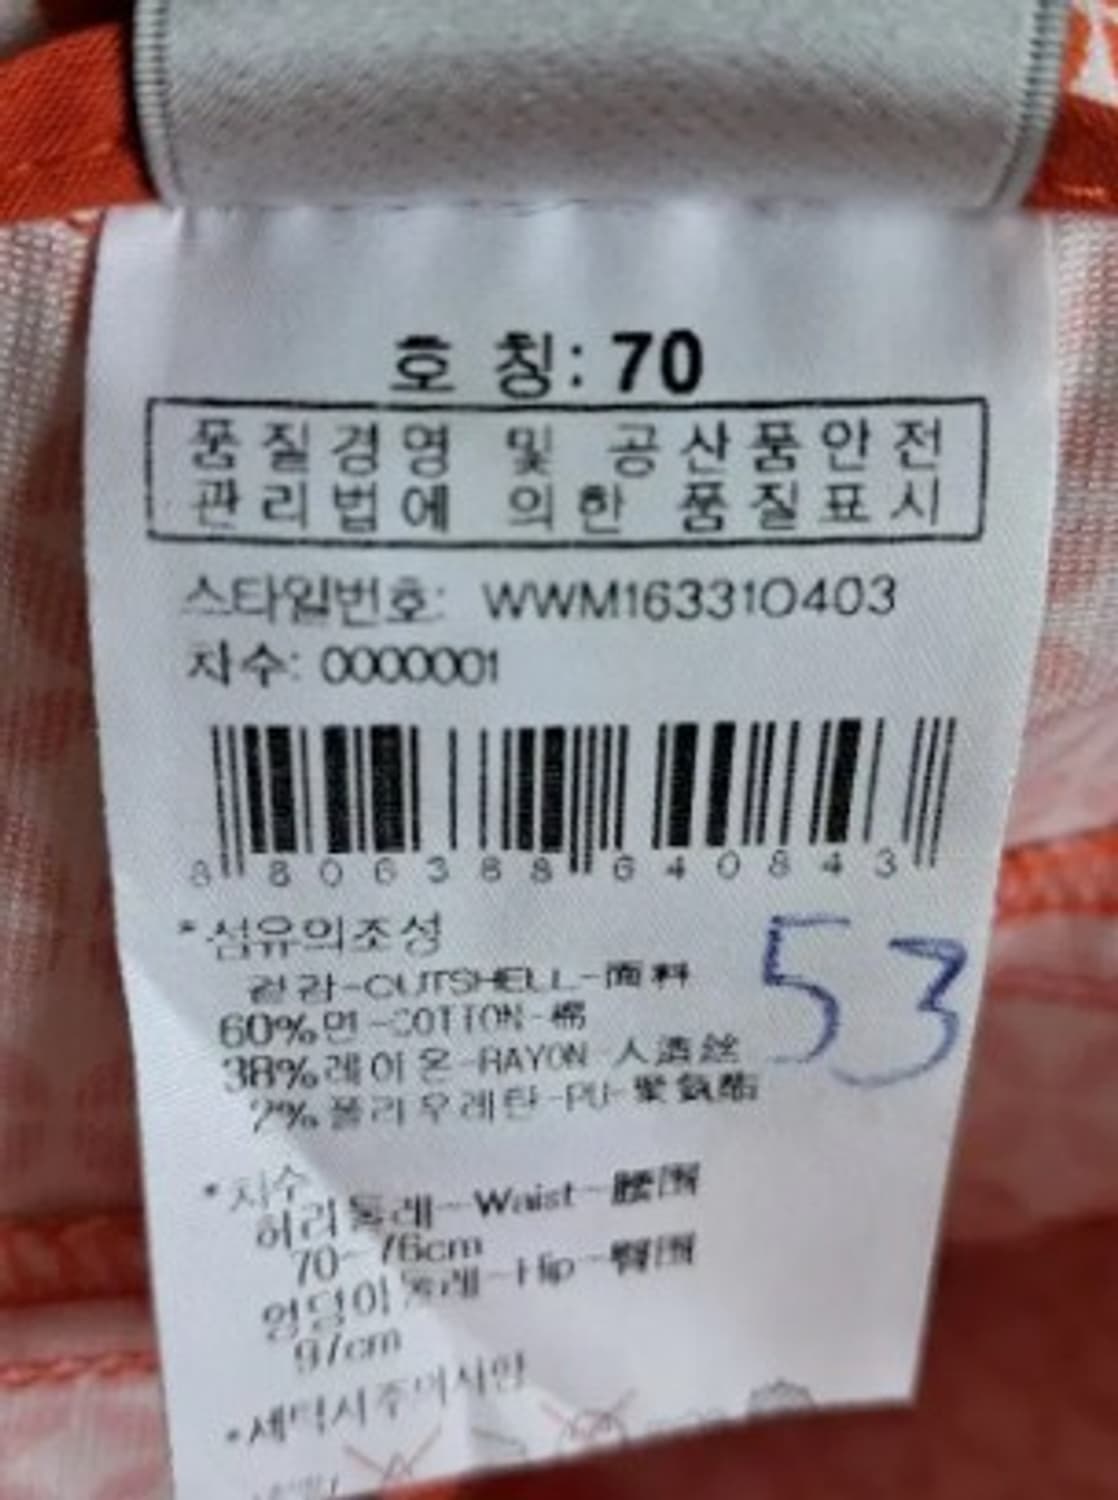 호 칭: 70
품질경영 및 공산품안전
관리법에 의한 품질표시
스타일번호: WWM163310403
차수: 0000001
8 806388 640843
*섬유의조성
겉감-OUTSHELL-面料
60%면-COTTON-棉
53
38%레이온-RAYON-人造丝
2%폴리우레탄-PU-聚氨酯
*치수
허리둘레-Waist-腰围
70-76cm
엉덩이둘레-Hip-臀围
97cm
*세탁시주의사항